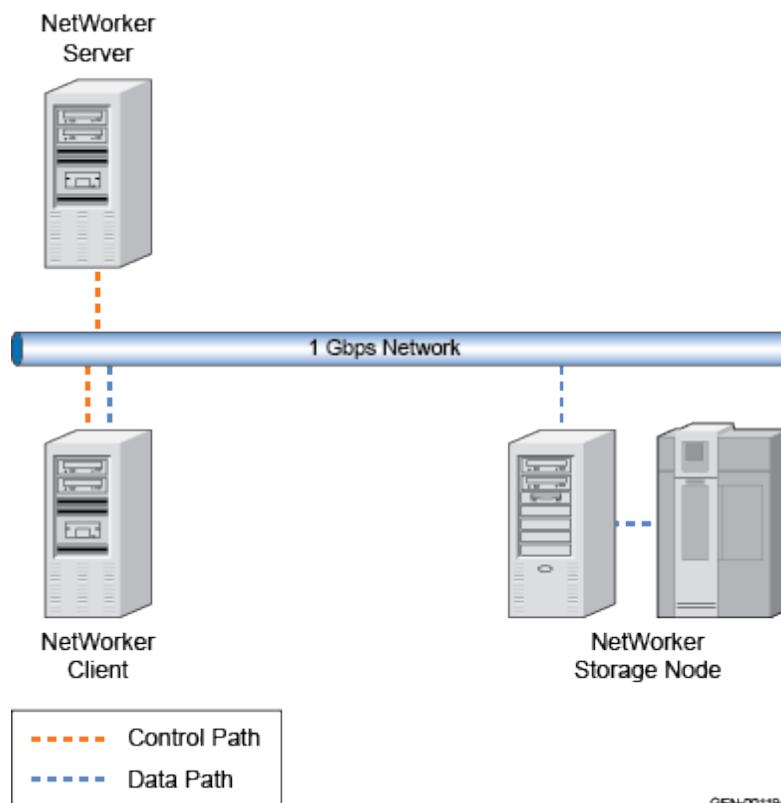 NetWorker
Server
1 Gbps Network
NetWorker
Client
NetWorker
Storage Node
Control Path
Data Path